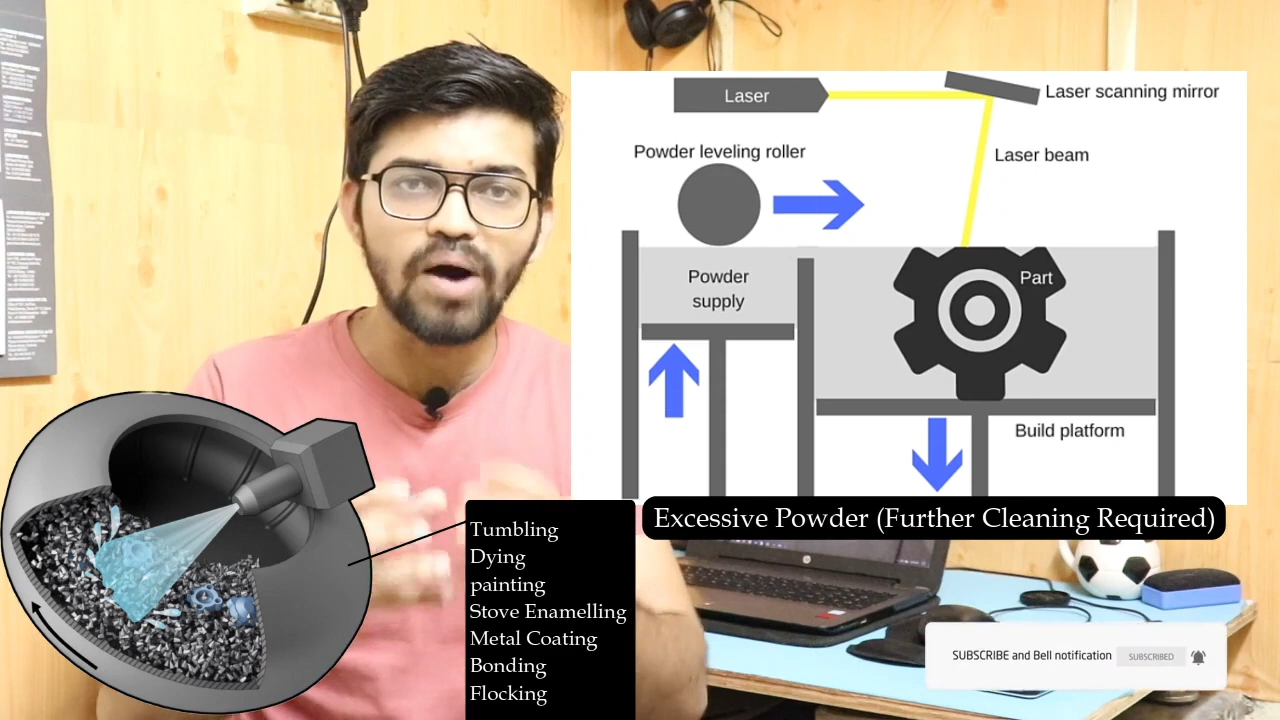 Laser
Laser scanning mirror
Powder leveling roller
Laser beam
Powder
supply
Part
Build platform
Excessive Powder (Further Cleaning Required)
Tumbling
Dying
painting
Stove Enamelling
Metal Coating
Bonding
Flocking
SUBSCRIBE and Bell notification
SUBSCRIBED
hp